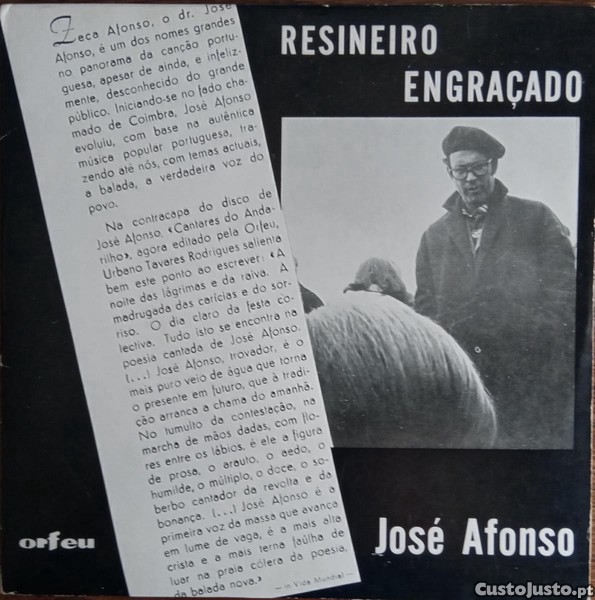 Zeca Afonso, o dr. José
Afonso, é um dos nomes grandes
no panorama da canção portu-
guesa, apesar de ainda, e infeliz-
mente, desconhecido do grande
público. Iniciando-se no fado cha-
mado de Coimbra, José Afonso
evoluiu, com base na autêntica
música popular portuguesa, tra-
zendo até nós, com temas actuais,
a balada, a verdadeira voz do
povo.
Na contracapa do disco de
José Afonso, «Cantares do Anda-
rilho», agora editado pela Orfeu,
Urbano Tavares Rodrigues salienta
bem este ponto ao escrever: «A
noite das lágrimas e da raiva. A
madrugada das carícias e do sor-
riso. O dia claro da festa co-
lectiva. Tudo isto se encontra na
poesia cantada de José Afonso.
(...) José Afonso, trovador, é o
mais puro veio de água que torna
o presente em futuro, que à tradi-
ção arranca a chama do amanhã.
No tumulto da contestação, na
marcha de mãos dadas, com flo-
res entre os lábios, é ele a figura
de prosa, o arauto, o aedo, o
humilde, o múltiplo, o doce, o so-
berbo cantador da revolta e da
bonança. (...) José Afonso é a
primeira voz da massa que avança
em lume de vaga, é a mais alta
crista e a mais terna faúlha de
luar na praia cólera da poesia,
da balada nova.»
— in Vida Mundial —
RESINEIRO
ENGRAÇADO
orfeu
José Afonso
CustoJusto.pt